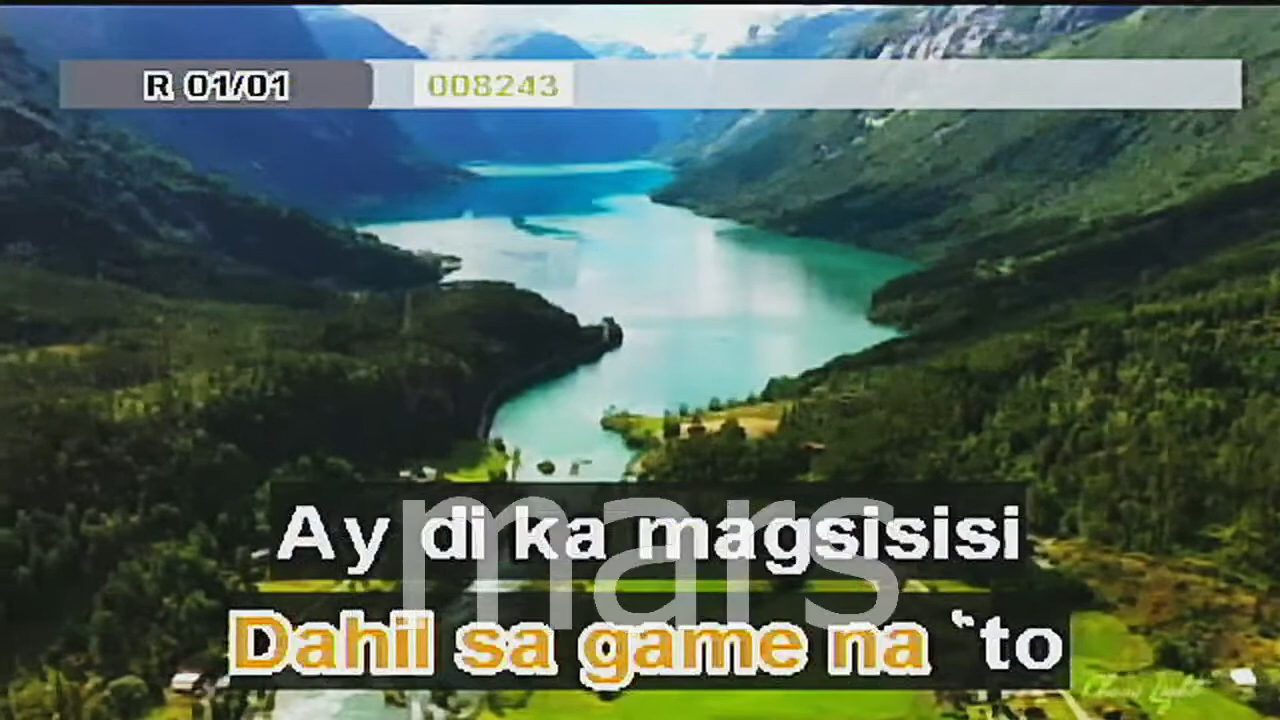 R 01/01 008243
Ay di ka magsisisi
mars
Dahil sa game na `to